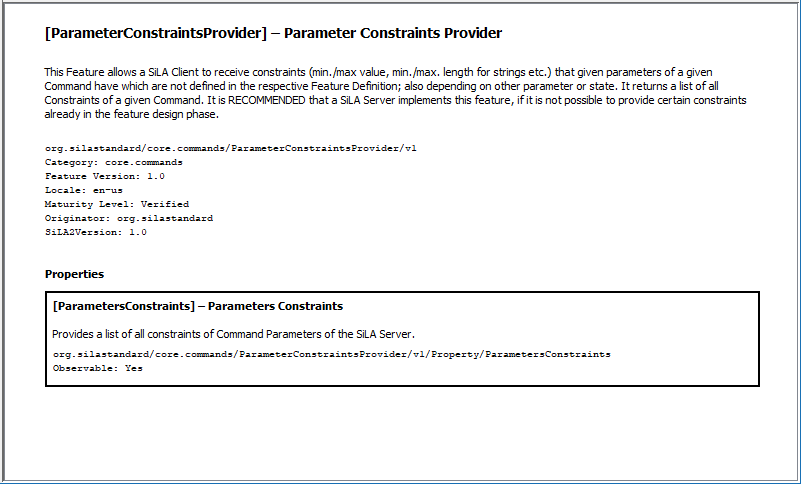 [ParameterConstraintsProvider] – Parameter Constraints Provider
This Feature allows a SiLA Client to receive constraints (min./max value, min./max. length for strings etc.) that given parameters of a given
Command have which are not defined in the respective Feature Definition; also depending on other parameter or state. It returns a list of all
Constraints of a given Command. It is RECOMMENDED that a SiLA Server implements this feature, if it is not possible to provide certain constraints
already in the feature design phase.
org.silastandard/core.commands/ParameterConstraintsProvider/v1
Category: core.commands
Feature Version: 1.0
Locale: en-us
Maturity Level: Verified
Originator: org.silastandard
SiLA2Version: 1.0
Properties
[ParametersConstraints] – Parameters Constraints
Provides a list of all constraints of Command Parameters of the SiLA Server.
org.silastandard/core.commands/ParameterConstraintsProvider/v1/Property/ParametersConstraints
Observable: Yes